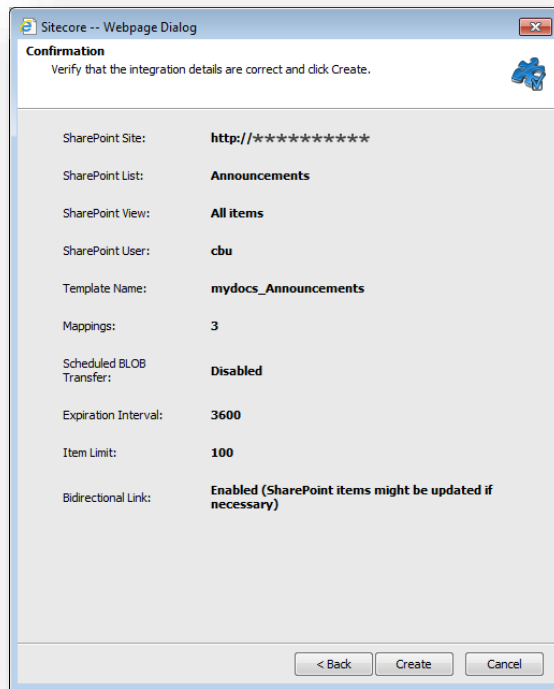 Sitecore -- Webpage Dialog
Confirmation
Verify that the integration details are correct and click Create.
SharePoint Site: http://**********
SharePoint List: Announcements
SharePoint View: All items
SharePoint User: cbu
Template Name: mydocs_Announcements
Mappings: 3
Scheduled BLOB
Transfer: Disabled
Expiration Interval: 3600
Item Limit: 100
Bidirectional Link: Enabled (SharePoint items might be updated if
necessary)
< Back Create Cancel